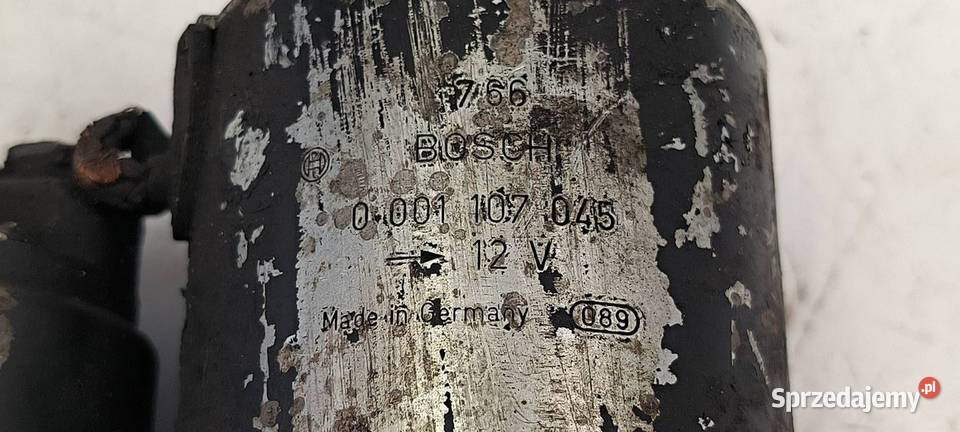 766
BOSCH
0 001 107 045
12 V
Made in Germany 089
Sprzedajemy .pl